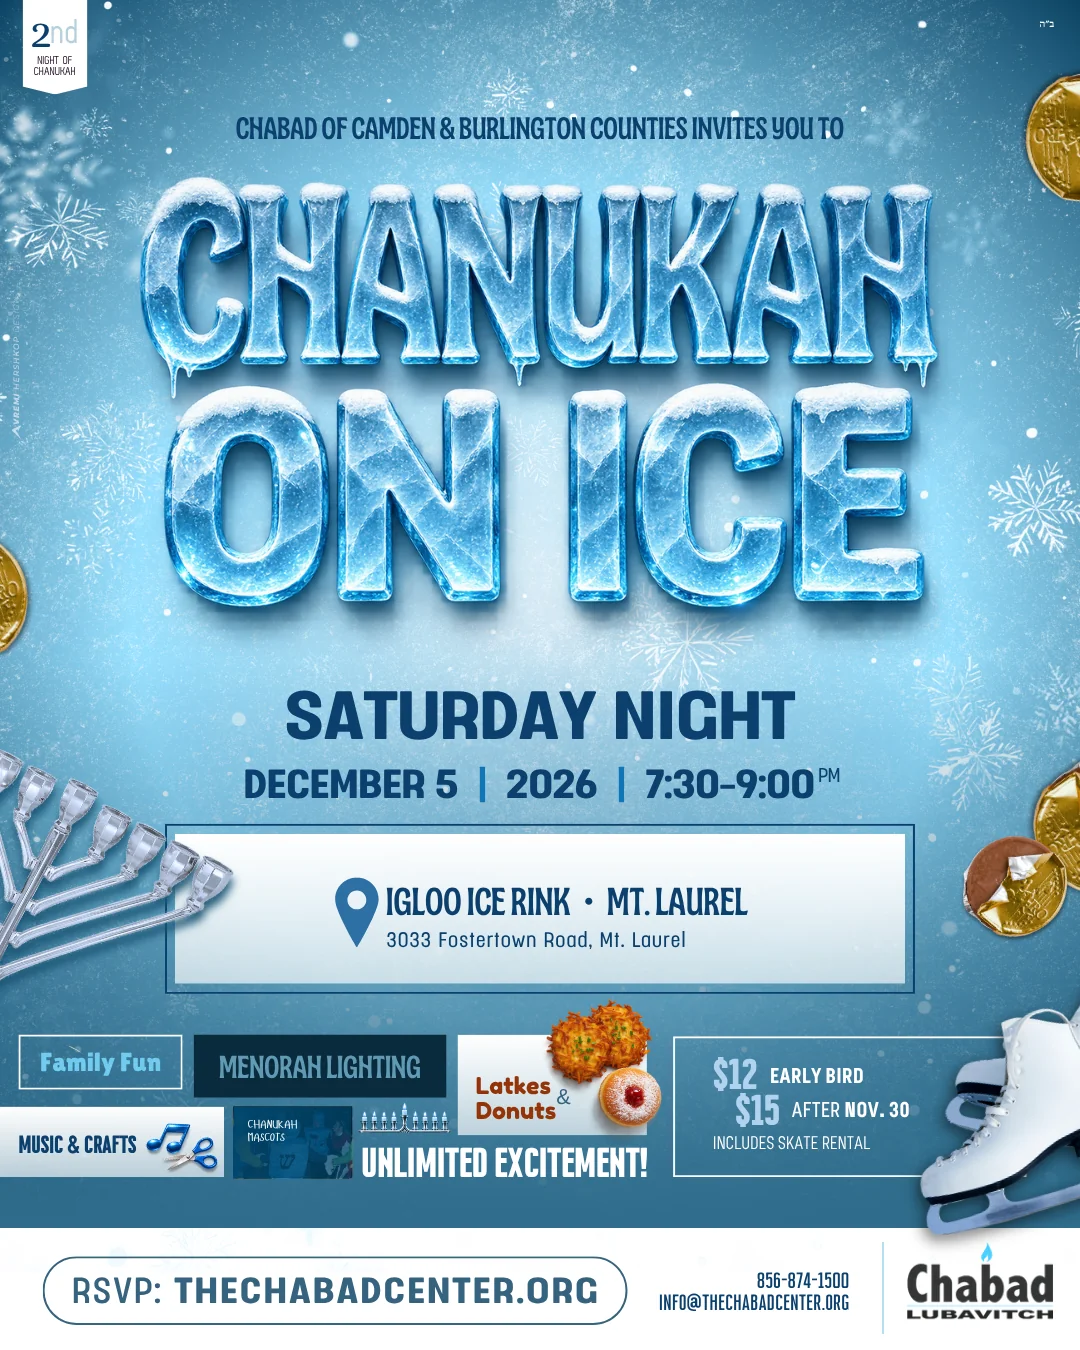 2nd
NIGHT OF
CHANUKAH
ב"ה
CHABAD OF CAMDEN & BURLINGTON COUNTIES INVITES YOU TO
CHANUKAH
ON ICE
AVREMI HERSHKOP
SATURDAY NIGHT
DECEMBER 5 | 2026 | 7:30-9:00 PM
IGLOO ICE RINK • MT. LAUREL
3033 Fostertown Road, Mt. Laurel
Family Fun
MENORAH LIGHTING
Latkes &
Donuts
MUSIC & CRAFTS
CHANUKAH
MASCOTS
UNLIMITED EXCITEMENT!
$12 EARLY BIRD
$15 AFTER NOV. 30
INCLUDES SKATE RENTAL
RSVP: THECHABADCENTER.ORG
856-874-1500
INFO@THECHABADCENTER.ORG
Chabad
LUBAVITCH